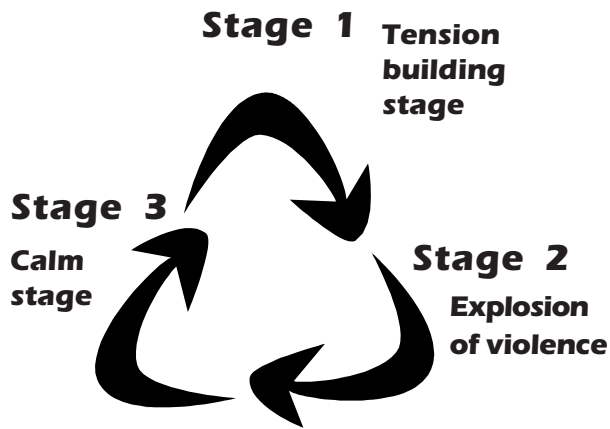 Stage 1
Tension
building
stage
Stage 2
Explosion
of violence
Stage 3
Calm
stage